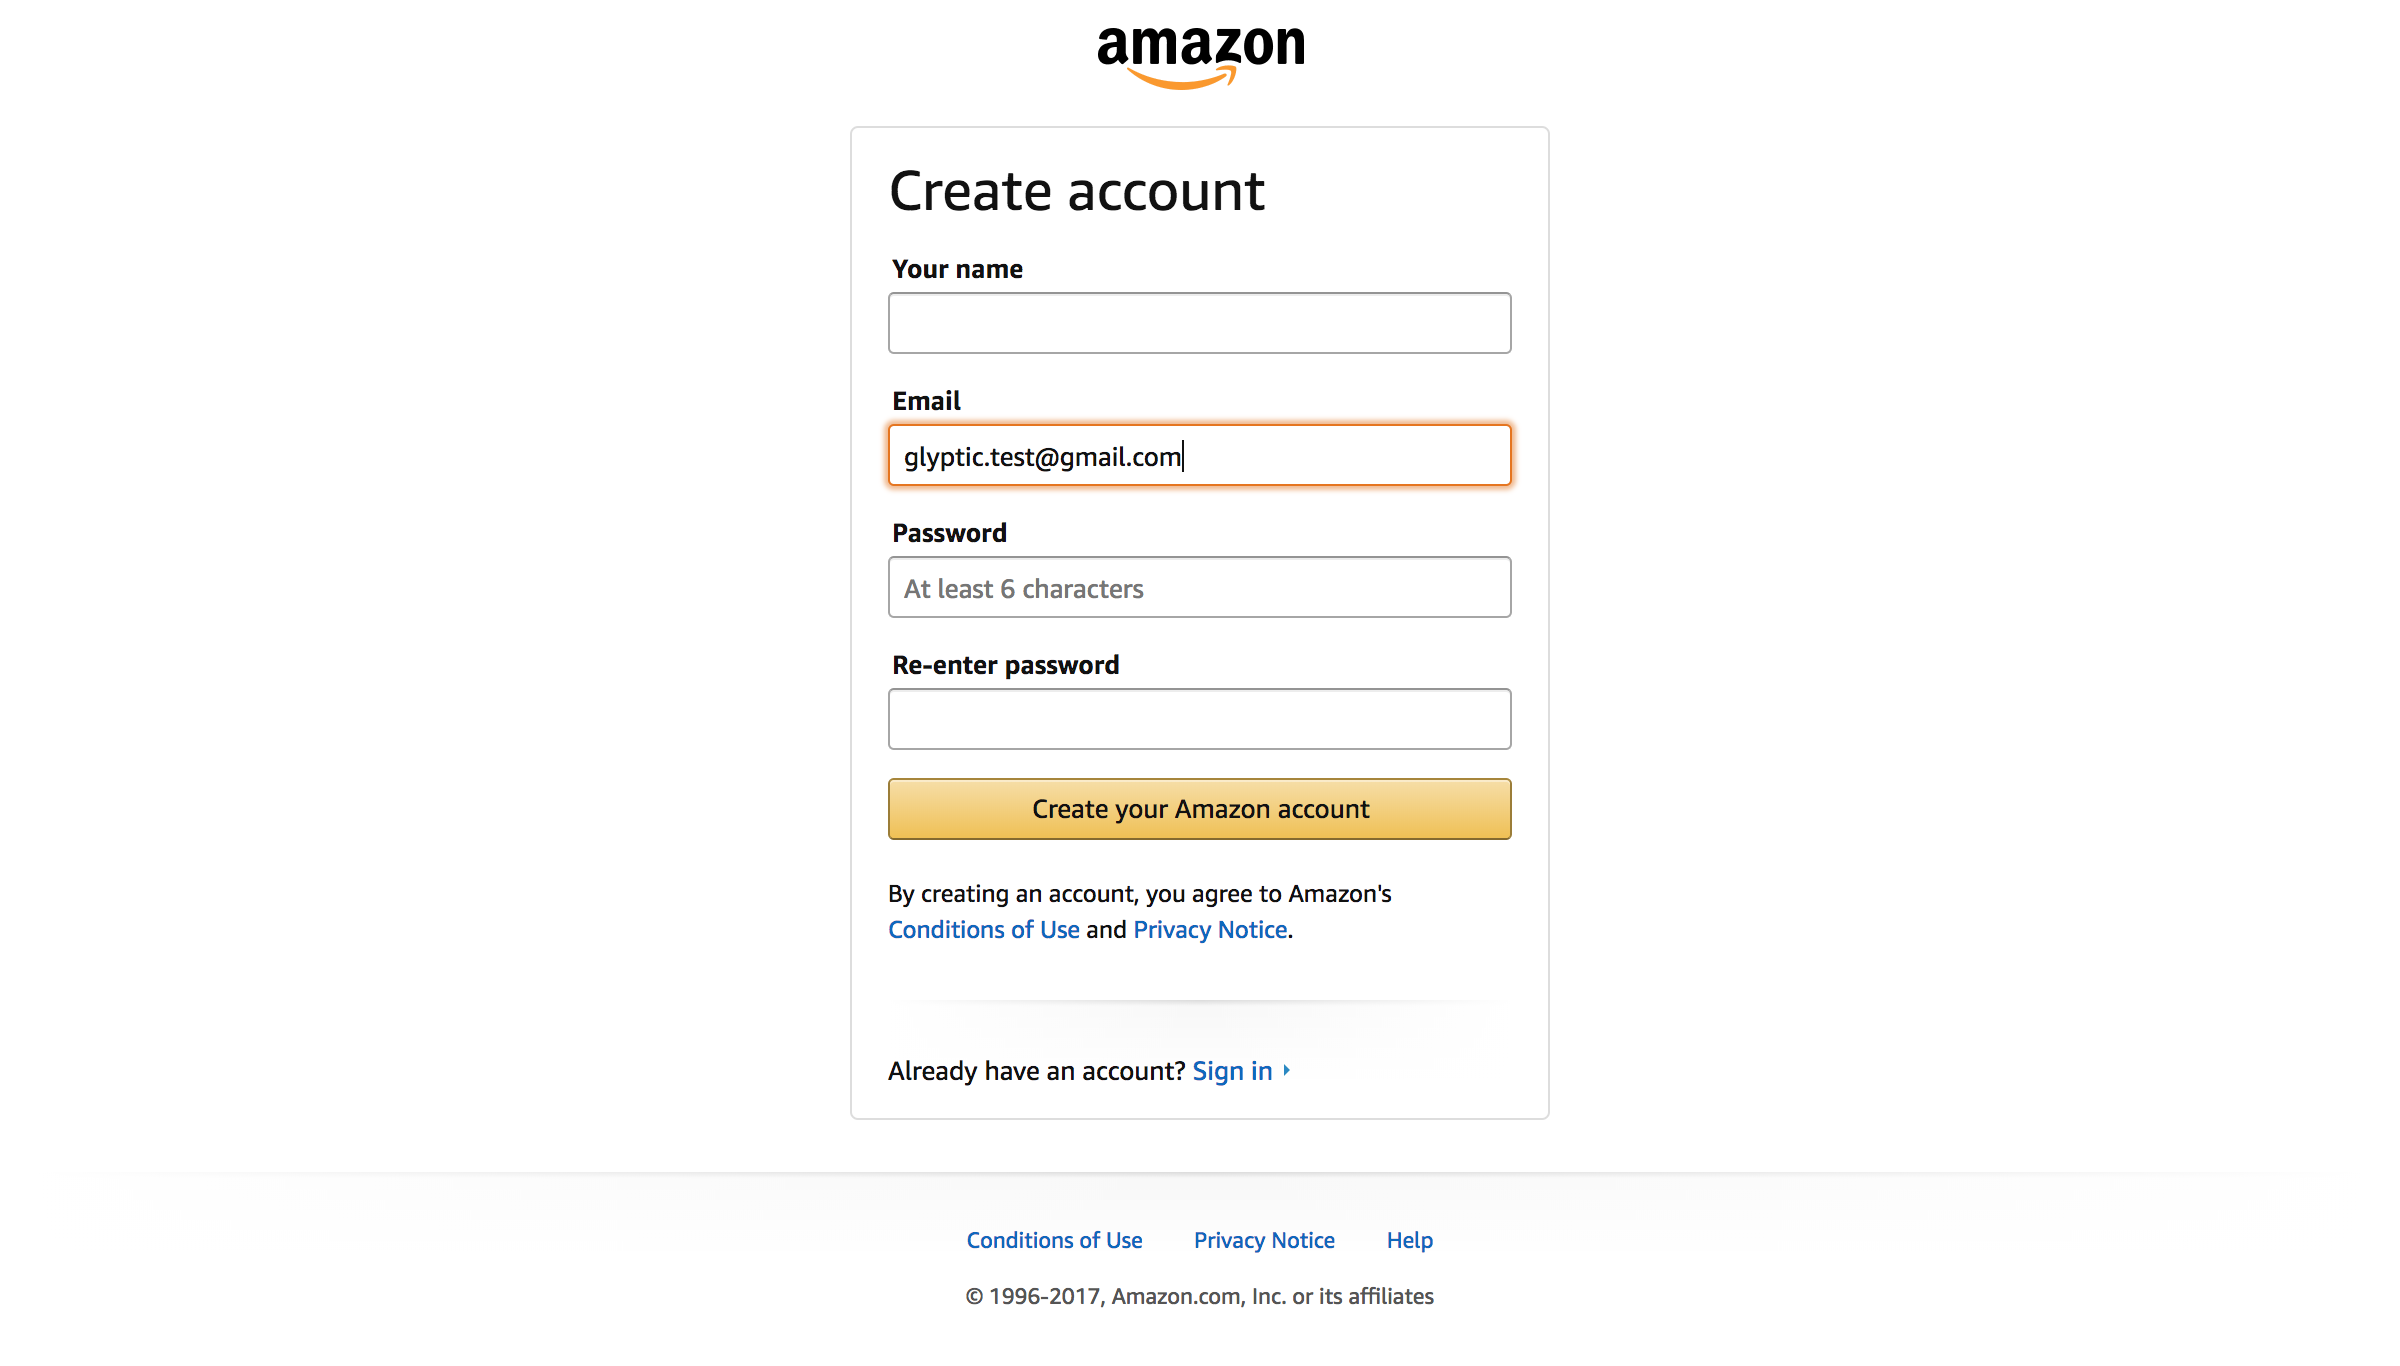 amazon
Create account
Your name
Email
glyptic.test@gmail.com
Password
At least 6 characters
Re-enter password
Create your Amazon account
By creating an account, you agree to Amazon's
Conditions of Use and Privacy Notice.
Already have an account? Sign in
Conditions of Use Privacy Notice Help
© 1996-2017, Amazon.com, Inc. or its affiliates